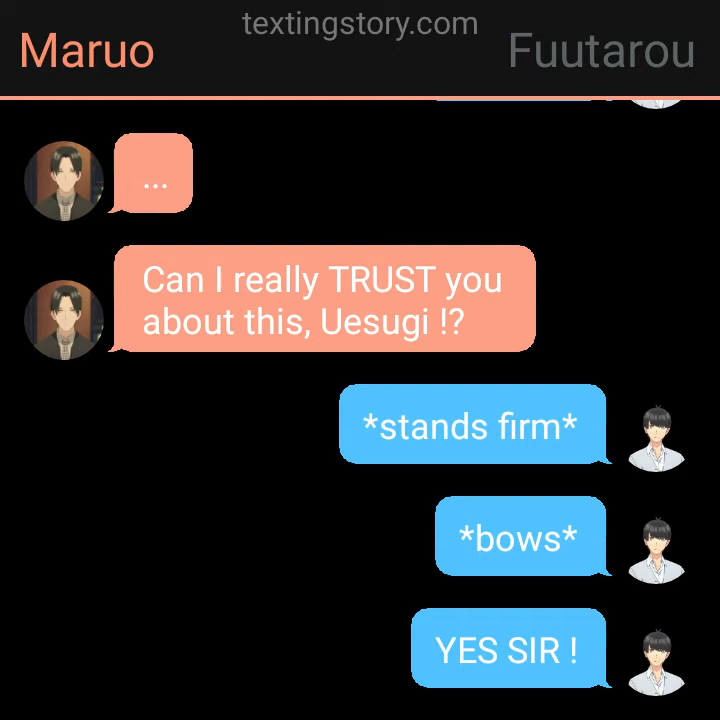 textingstory.com
Maruo
Fuutarou
...
Can I really TRUST you
about this, Uesugi !?
*stands firm*
*bows*
YES SIR !